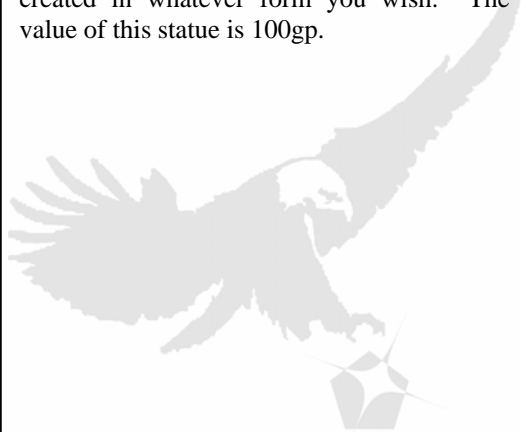 created in whatever form you wish. The
value of this statue is 100gp.